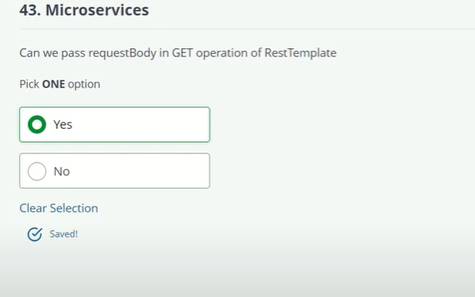 43. Microservices
Can we pass requestBody in GET operation of RestTemplate
Pick ONE option
Yes
No
Clear Selection
Saved!